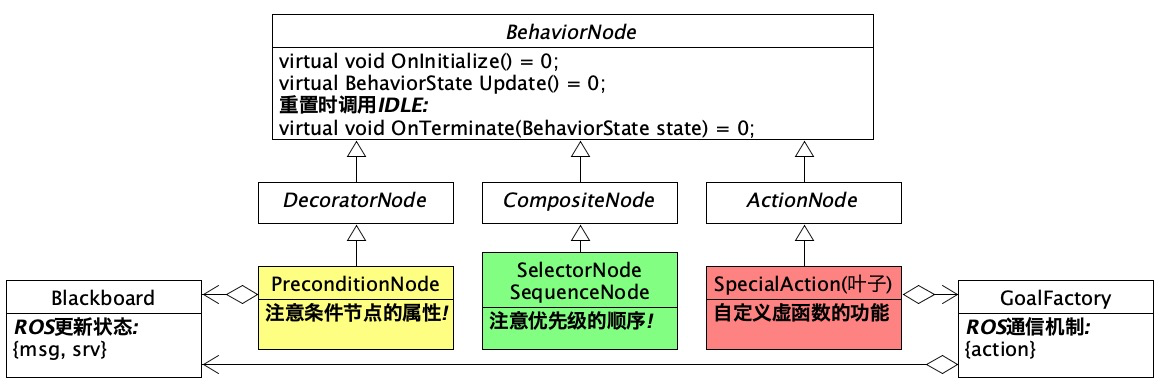 BehaviorNode
virtual void OnInitialize() = 0;
virtual BehaviorState Update() = 0;
重置时调用IDLE:
virtual void OnTerminate(BehaviorState state) = 0;
DecoratorNode
CompositeNode
ActionNode
PreconditionNode
注意条件节点的属性!
SelectorNode
SequenceNode
注意优先级的顺序!
SpecialAction(叶子)
自定义虚函数的功能
Blackboard
ROS更新状态:
{msg, srv}
GoalFactory
ROS通信机制:
{action}